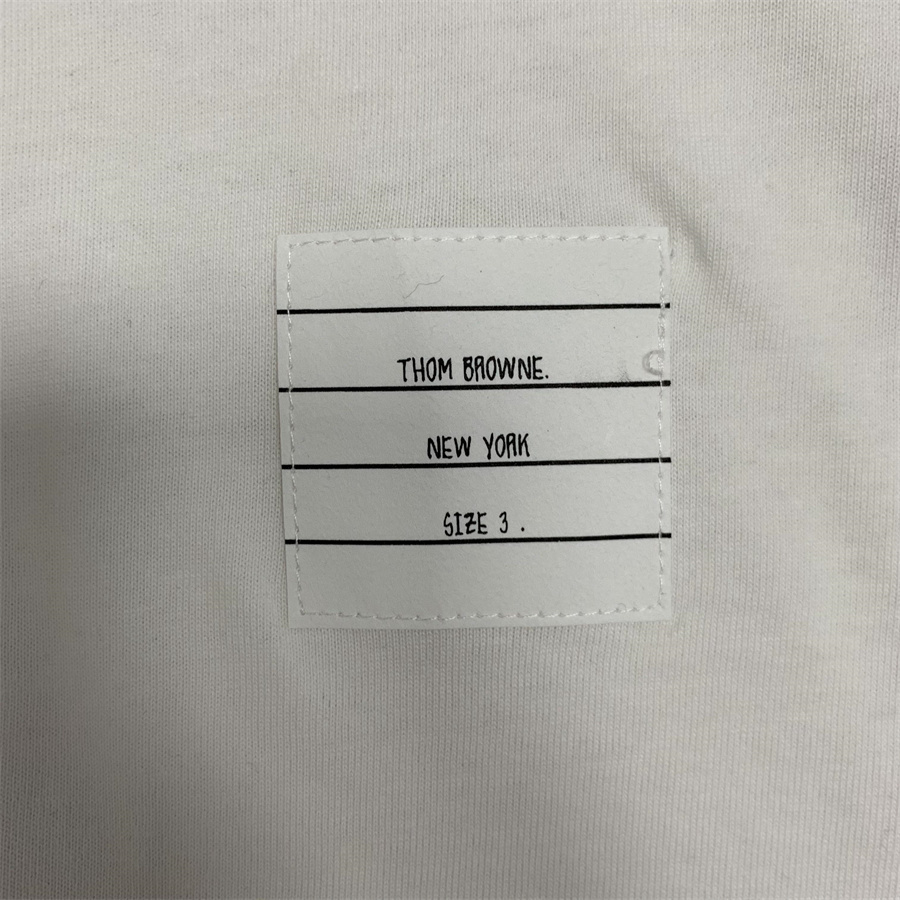 THOM BROWNE.
NEW YORK
SIZE 3 .